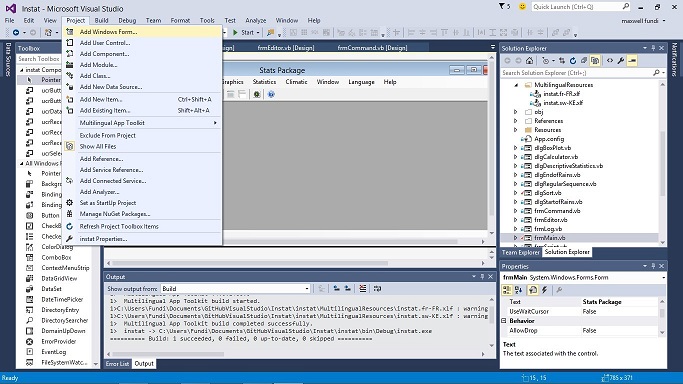 Instat - Microsoft Visual Studio
5
Quick Launch (Ctrl+Q)
File Edit View Project Build Debug Team Format Tools Test Analyze Window Help
maxwell fundi
Start
Data Sources
Toolbox
Search Toolbox
instat Compo
Pointer
ucrButt
ucrButt
ucrButt
ucrData
ucrRece
ucrRece
ucrSelec
All Windows F
Pointer
Backgro
Binding
Binding
Button
CheckB
ColorDialog
ComboBox
ContextMenuStrip
DataGridView
DataSet
DateTimePicker
DirectoryEntry
DirectorySearcher
DomainUpDown
ErrorProvider
EventLog
Add Windows Form...
Add User Control...
Add Component...
Add Module...
Add Class...
Add New Data Source...
Add New Item... Ctrl+Shift+A
Add Existing Item... Shift+Alt+A
Multilingual App Toolkit
Exclude From Project
Show All Files
Add Reference...
Add Service Reference...
Add Connected Service...
Add Analyzer...
Set as StartUp Project
Manage NuGet Packages...
Refresh Project Toolbox Items
instat Properties...
[Design] frmEditor.vb [Design] frmCommand.vb [Design]
Stats Package
Graphics Statistics Climatic Window Language Help
Output
Show output from: Build
1> Multilingual App Toolkit build started.
1>C:\Users\Fundi\Documents\GitHubVisualStudio\Instat\instat\MultilingualResources\instat.fr-FR.xlf : warning
1>C:\Users\Fundi\Documents\GitHubVisualStudio\Instat\instat\MultilingualResources\instat.sw-KE.xlf : warning
1> Multilingual App Toolkit build completed successfully.
1> instat -> C:\Users\Fundi\Documents\GitHubVisualStudio\Instat\instat\bin\Debug\instat.exe
========== Build: 1 succeeded, 0 failed, 0 up-to-date, 0 skipped ==========
Error List Output
Solution Explorer
Search Solution Explorer (Ctrl+;)
MultilingualResources
instat.fr-FR.xlf
instat.sw-KE.xlf
obj
References
Resources
App.config
dlgBoxPlot.vb
dlgCalculator.vb
dlgDescriptiveStatistics.vb
dlgEndofRains.vb
dlgRegularSequence.vb
dlgSort.vb
dlgStartofRains.vb
frmCommand.vb
frmEditor.vb
frmLog.vb
frmMain.vb
Team Explorer Solution Explorer
Properties
frmMain System.Windows.Forms.Form
Text Stats Package
UseWaitCursor False
Behavior
AllowDrop False
Text
The text associated with the control.
Notifications
Ready
15 , 15
785 x 371